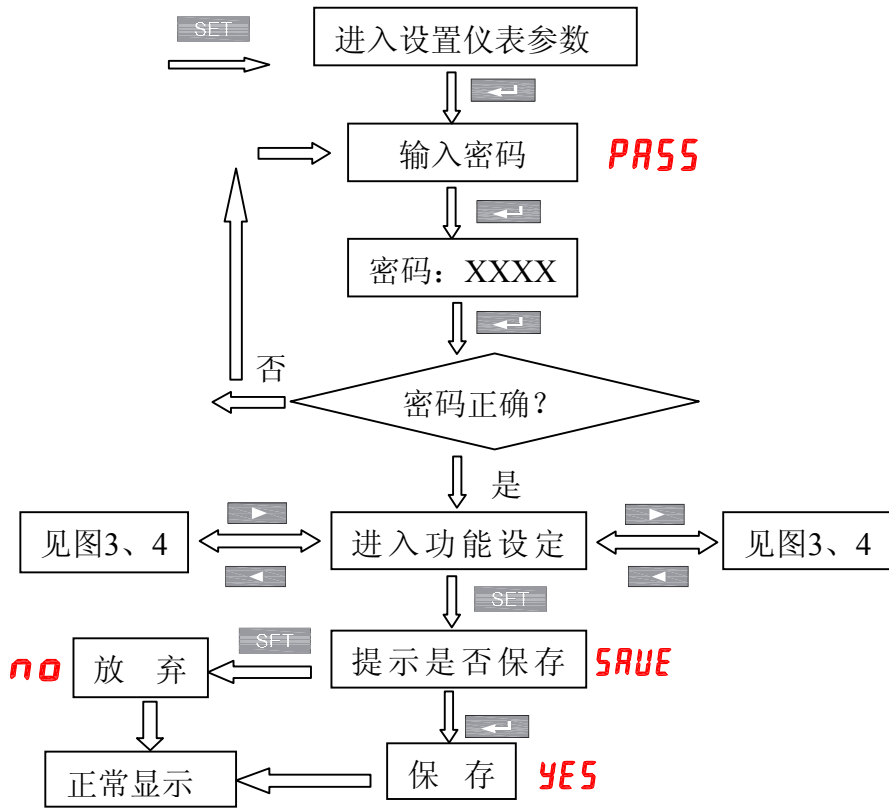 SET
进入设置仪表参数
输入密码
PASS
密码：XXXX
否
密码正确？
是
见图3、4
进入功能设定
见图3、4
SET
SET
no
放 弃
提示是否保存
SAVE
正常显示
保 存
YES